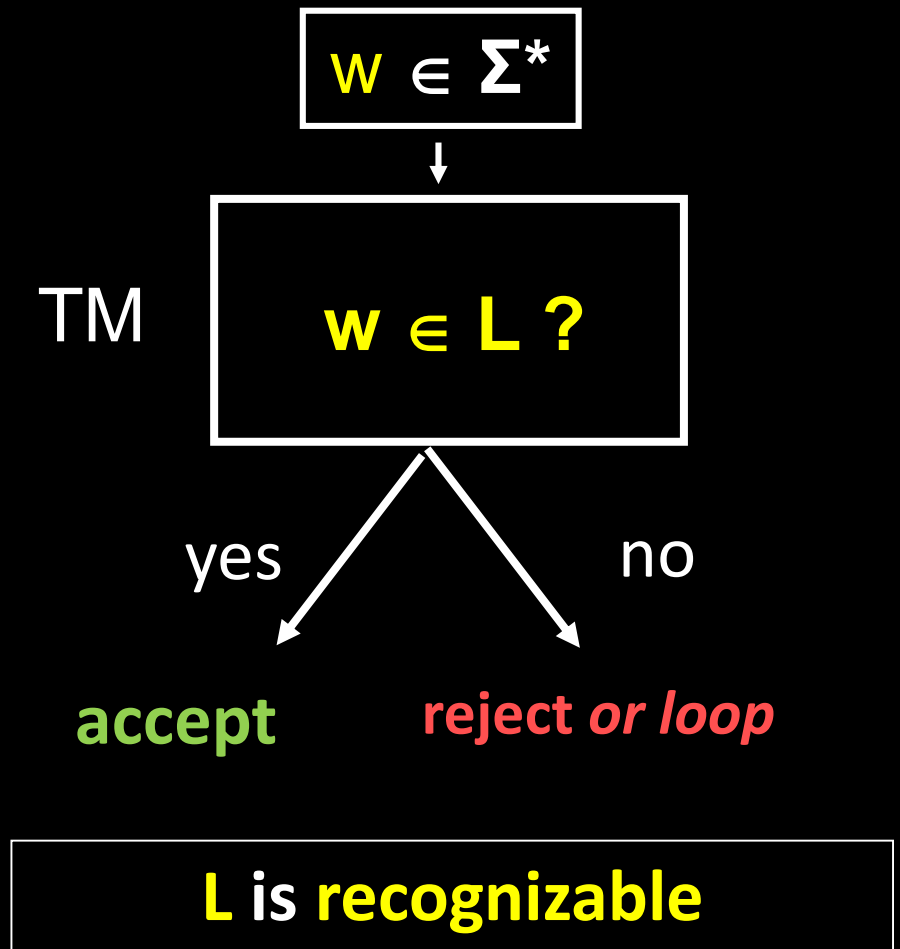 w ∈ Σ*
TM
w ∈ L ?
yes
no
accept
reject or loop
L is recognizable